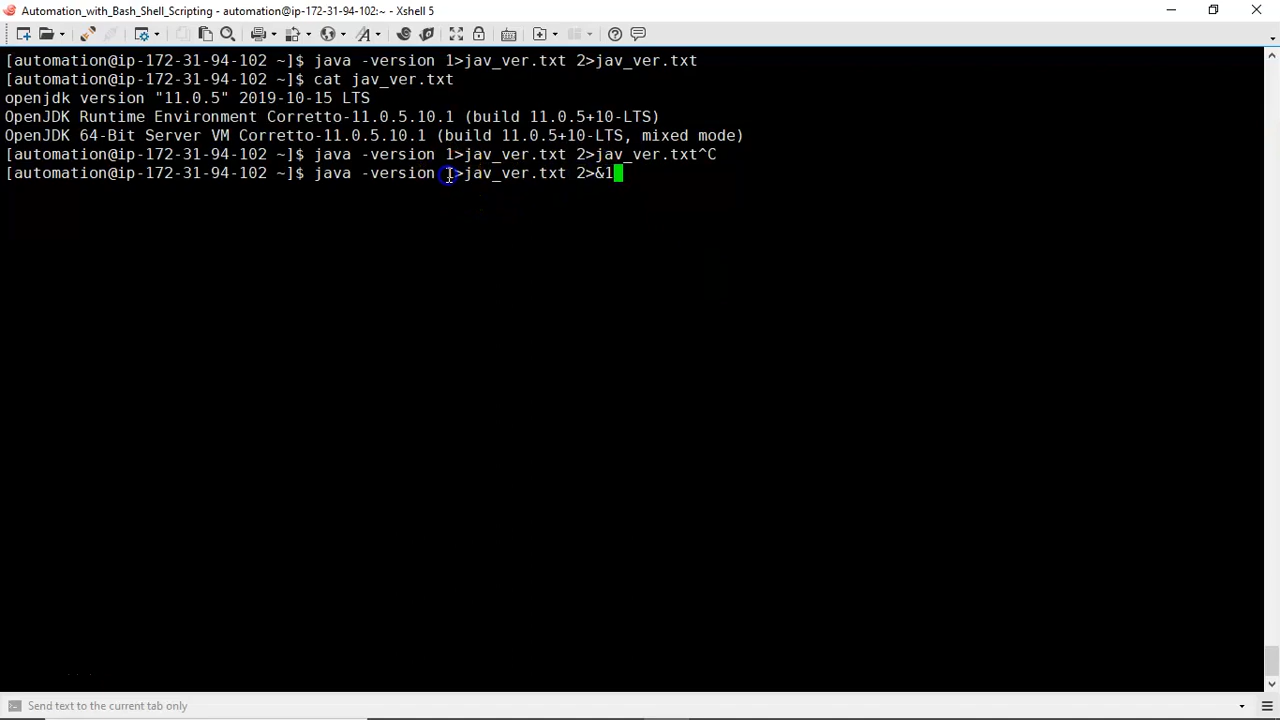 Automation_with_Bash_Shell_Scripting - automation@ip-172-31-94-102:~ - Xshell 5
[automation@ip-172-31-94-102 ~]$ java -version 1>jav_ver.txt 2>jav_ver.txt
[automation@ip-172-31-94-102 ~]$ cat jav_ver.txt
openjdk version "11.0.5" 2019-10-15 LTS
OpenJDK Runtime Environment Corretto-11.0.5.10.1 (build 11.0.5+10-LTS)
OpenJDK 64-Bit Server VM Corretto-11.0.5.10.1 (build 11.0.5+10-LTS, mixed mode)
[automation@ip-172-31-94-102 ~]$ java -version 1>jav_ver.txt 2>jav_ver.txt^C
[automation@ip-172-31-94-102 ~]$ java -version 1>jav_ver.txt 2>&1
Send text to the current tab only